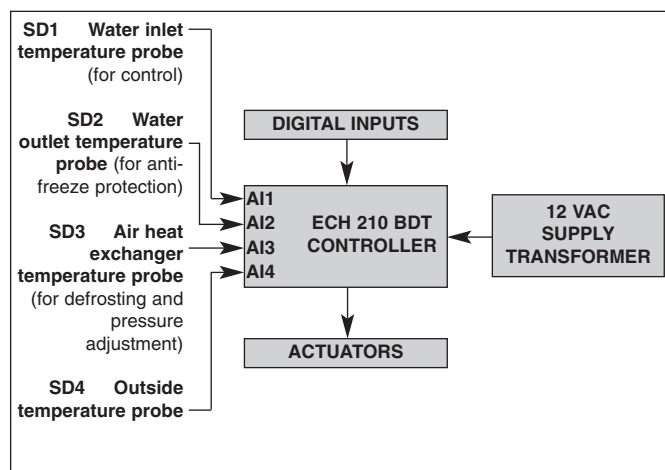 SD1 Water inlet
temperature probe
(for control)
SD2 Water
outlet temperature
probe (for anti-
freeze protection)
SD3 Air heat
exchanger
temperature probe
(for defrosting and
pressure
adjustment)
SD4 Outside
temperature probe
DIGITAL INPUTS
AI1
AI2
AI3
AI4
ECH 210 BDT
CONTROLLER
12 VAC
SUPPLY
TRANSFORMER
ACTUATORS